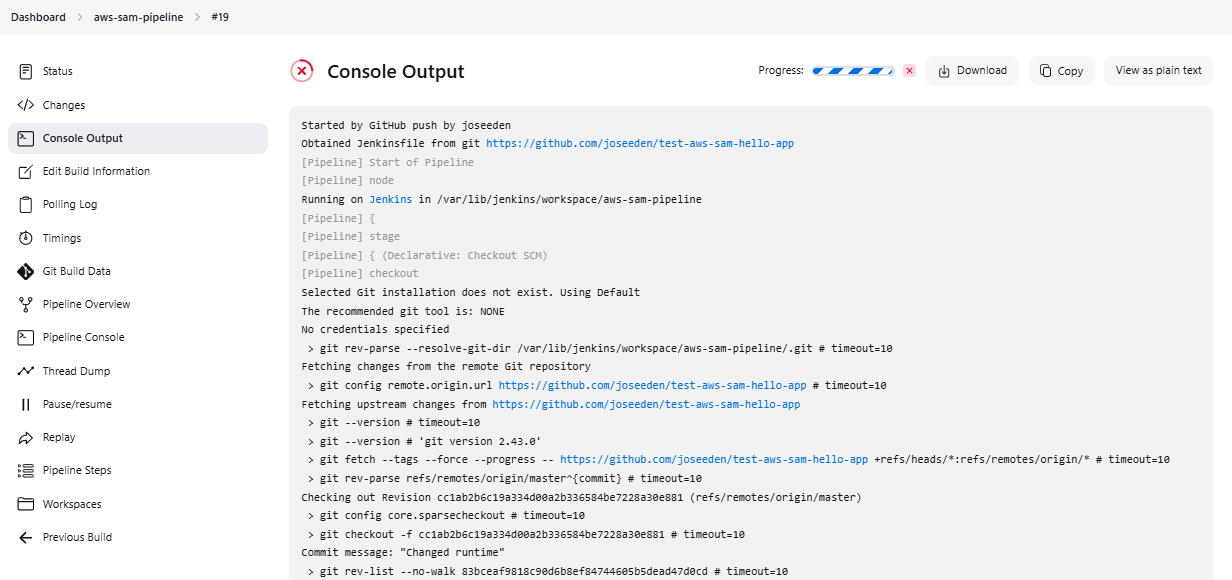 Dashboard > aws-sam-pipeline > #19
Status
Changes
Console Output
Edit Build Information
Polling Log
Timings
Git Build Data
Pipeline Overview
Pipeline Console
Thread Dump
Pause/resume
Replay
Pipeline Steps
Workspaces
Previous Build
Console Output
Progress:
Download
Copy
View as plain text
Started by GitHub push by joseeden
Obtained Jenkinsfile from git https://github.com/joseeden/test-aws-sam-hello-app
[Pipeline] Start of Pipeline
[Pipeline] node
Running on Jenkins in /var/lib/jenkins/workspace/aws-sam-pipeline
[Pipeline] {
[Pipeline] stage
[Pipeline] { (Declarative: Checkout SCM)
[Pipeline] checkout
Selected Git installation does not exist. Using Default
The recommended git tool is: NONE
No credentials specified
> git rev-parse --resolve-git-dir /var/lib/jenkins/workspace/aws-sam-pipeline/.git # timeout=10
Fetching changes from the remote Git repository
> git config remote.origin.url https://github.com/joseeden/test-aws-sam-hello-app # timeout=10
Fetching upstream changes from https://github.com/joseeden/test-aws-sam-hello-app
> git --version # timeout=10
> git --version # 'git version 2.43.0'
> git fetch --tags --force --progress -- https://github.com/joseeden/test-aws-sam-hello-app +refs/heads/*:refs/remotes/origin/* # timeout=10
> git rev-parse refs/remotes/origin/master^{commit} # timeout=10
Checking out Revision cc1ab2b6c19a334d00a2b336584be7228a30e881 (refs/remotes/origin/master)
> git config core.sparsecheckout # timeout=10
> git checkout -f cc1ab2b6c19a334d00a2b336584be7228a30e881 # timeout=10
Commit message: "Changed runtime"
> git rev-list --no-walk 83bceaf9818c90d6b8ef84744605b5dead47d0cd # timeout=10